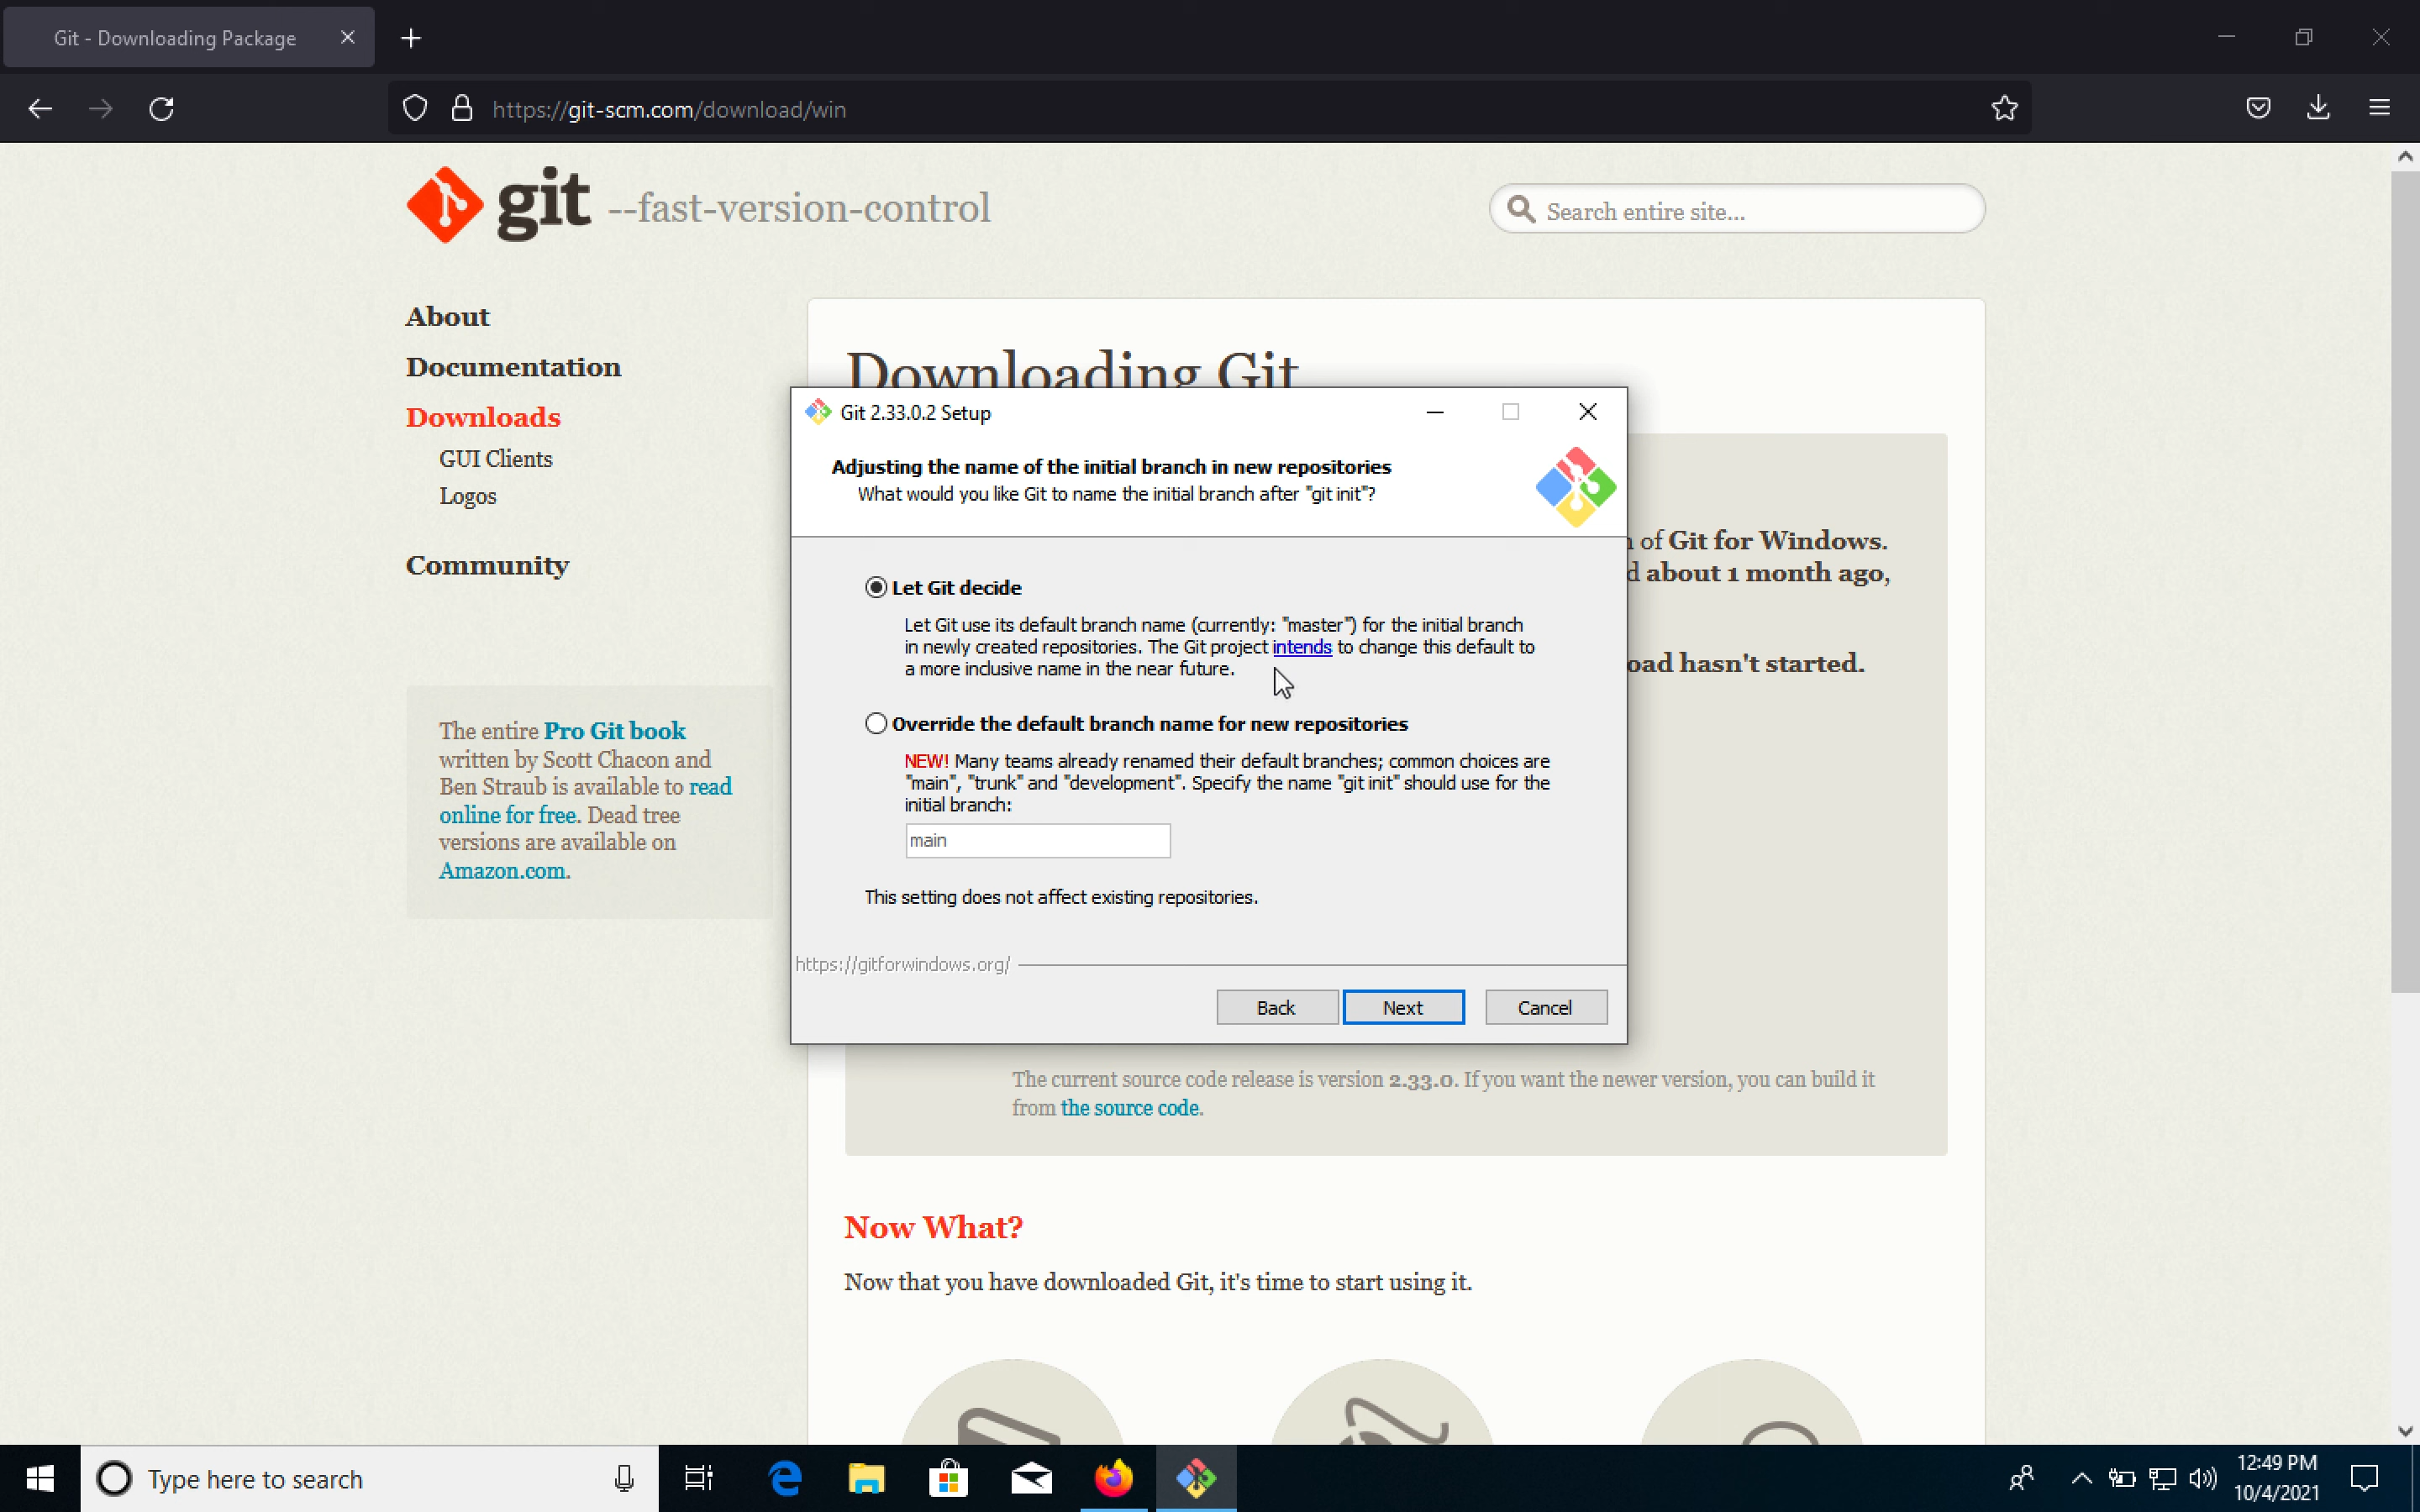 Git - Downloading Package
https://git-scm.com/download/win
git --fast-version-control
Search entire site...
About
Documentation
Downloads
GUI Clients
Logos
Community
The entire Pro Git book
written by Scott Chacon and
Ben Straub is available to read
online for free. Dead tree
versions are available on
Amazon.com.
Downloading Git
Git 2.33.0.2 Setup
Adjusting the name of the initial branch in new repositories
What would you like Git to name the initial branch after "git init"?
of Git for Windows.
about 1 month ago,
hasn't started.
Let Git decide
Let Git use its default branch name (currently: "master") for the initial branch
in newly created repositories. The Git project intends to change this default to
a more inclusive name in the near future.
Override the default branch name for new repositories
NEW! Many teams already renamed their default branches; common choices are
"main", "trunk" and "development". Specify the name "git init" should use for the
initial branch:
main
This setting does not affect existing repositories.
https://gitforwindows.org/
Back
Next
Cancel
The current source code release is version 2.33.0. If you want the newer version, you can build it
from the source code.
Now What?
Now that you have downloaded Git, it's time to start using it.
Type here to search
12:49 PM
10/4/2021